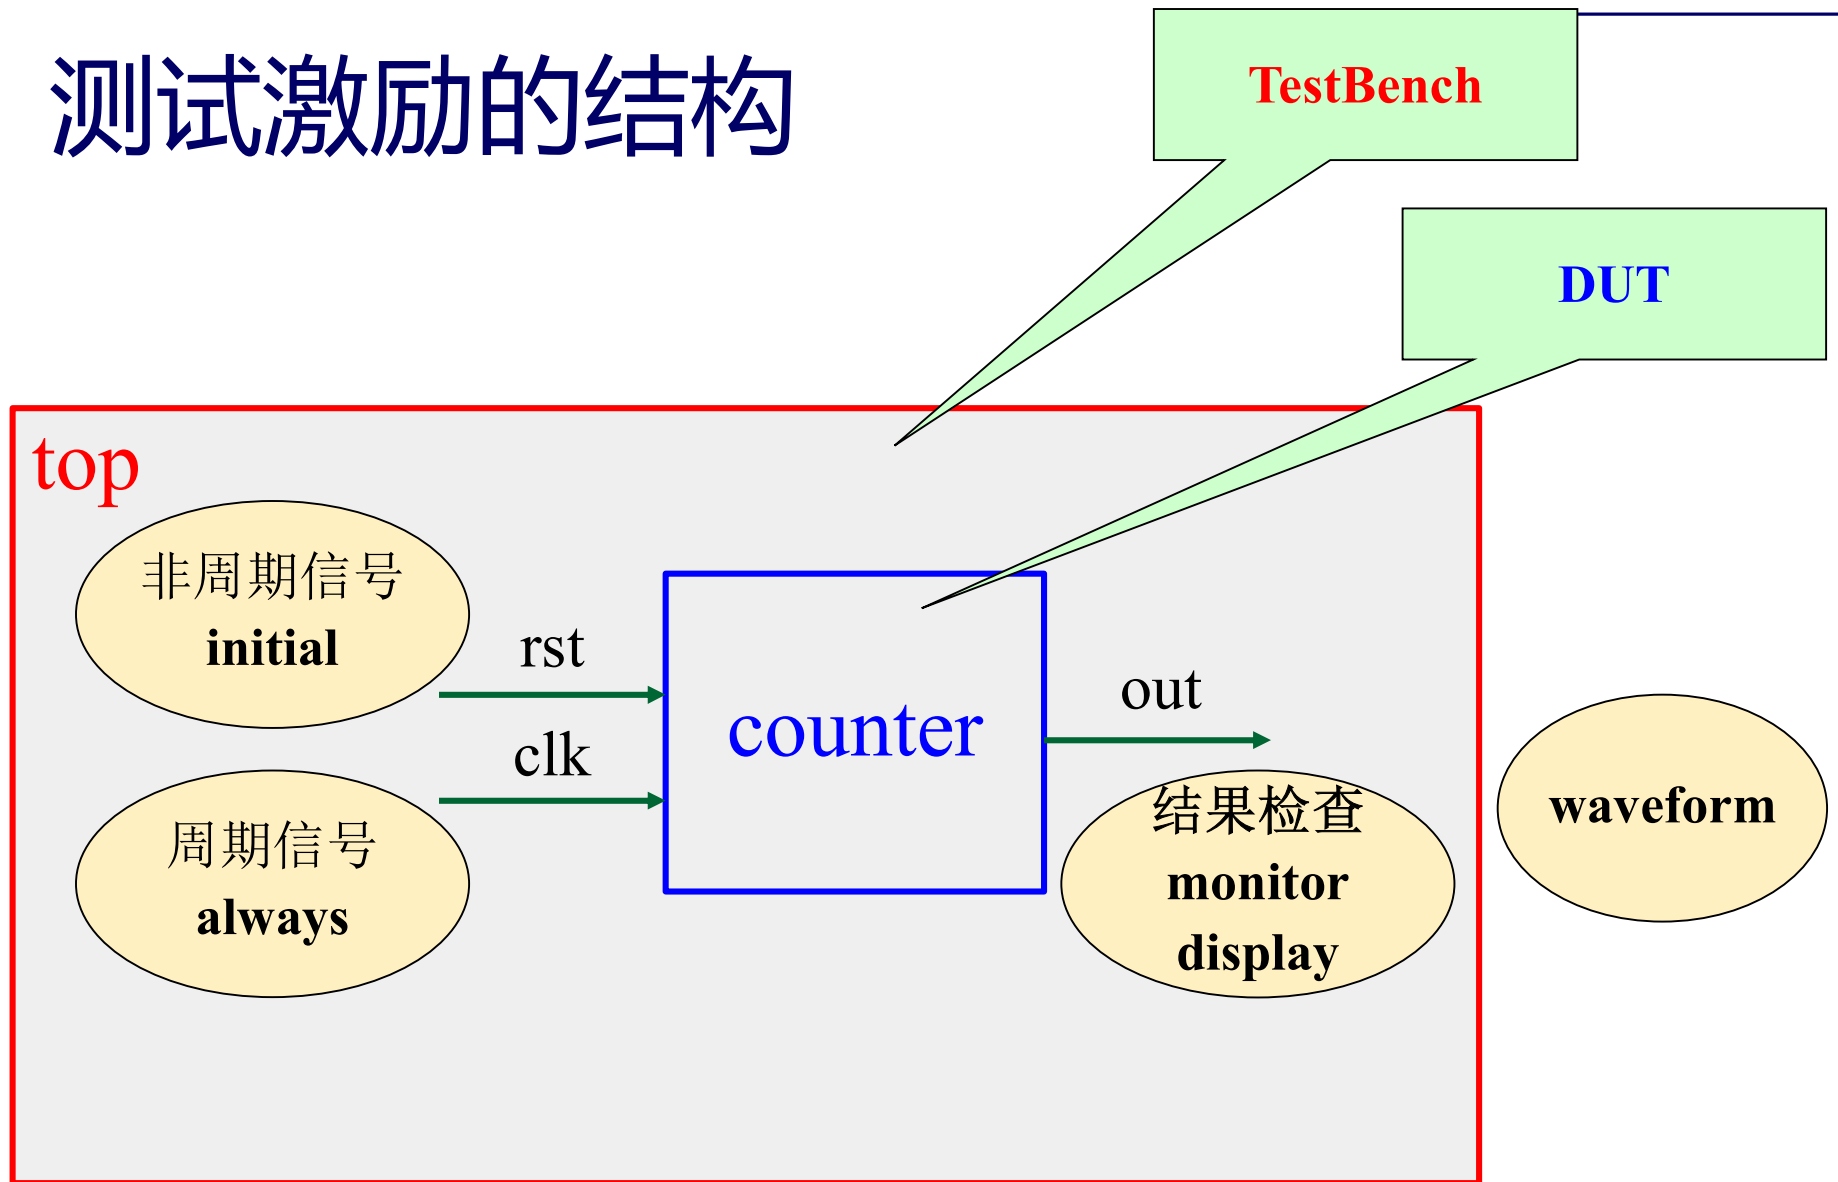 测试激励的结构
TestBench
DUT
top
非周期信号
initial
rst
clk
周期信号
always
counter
out
结果检查
monitor
display
waveform